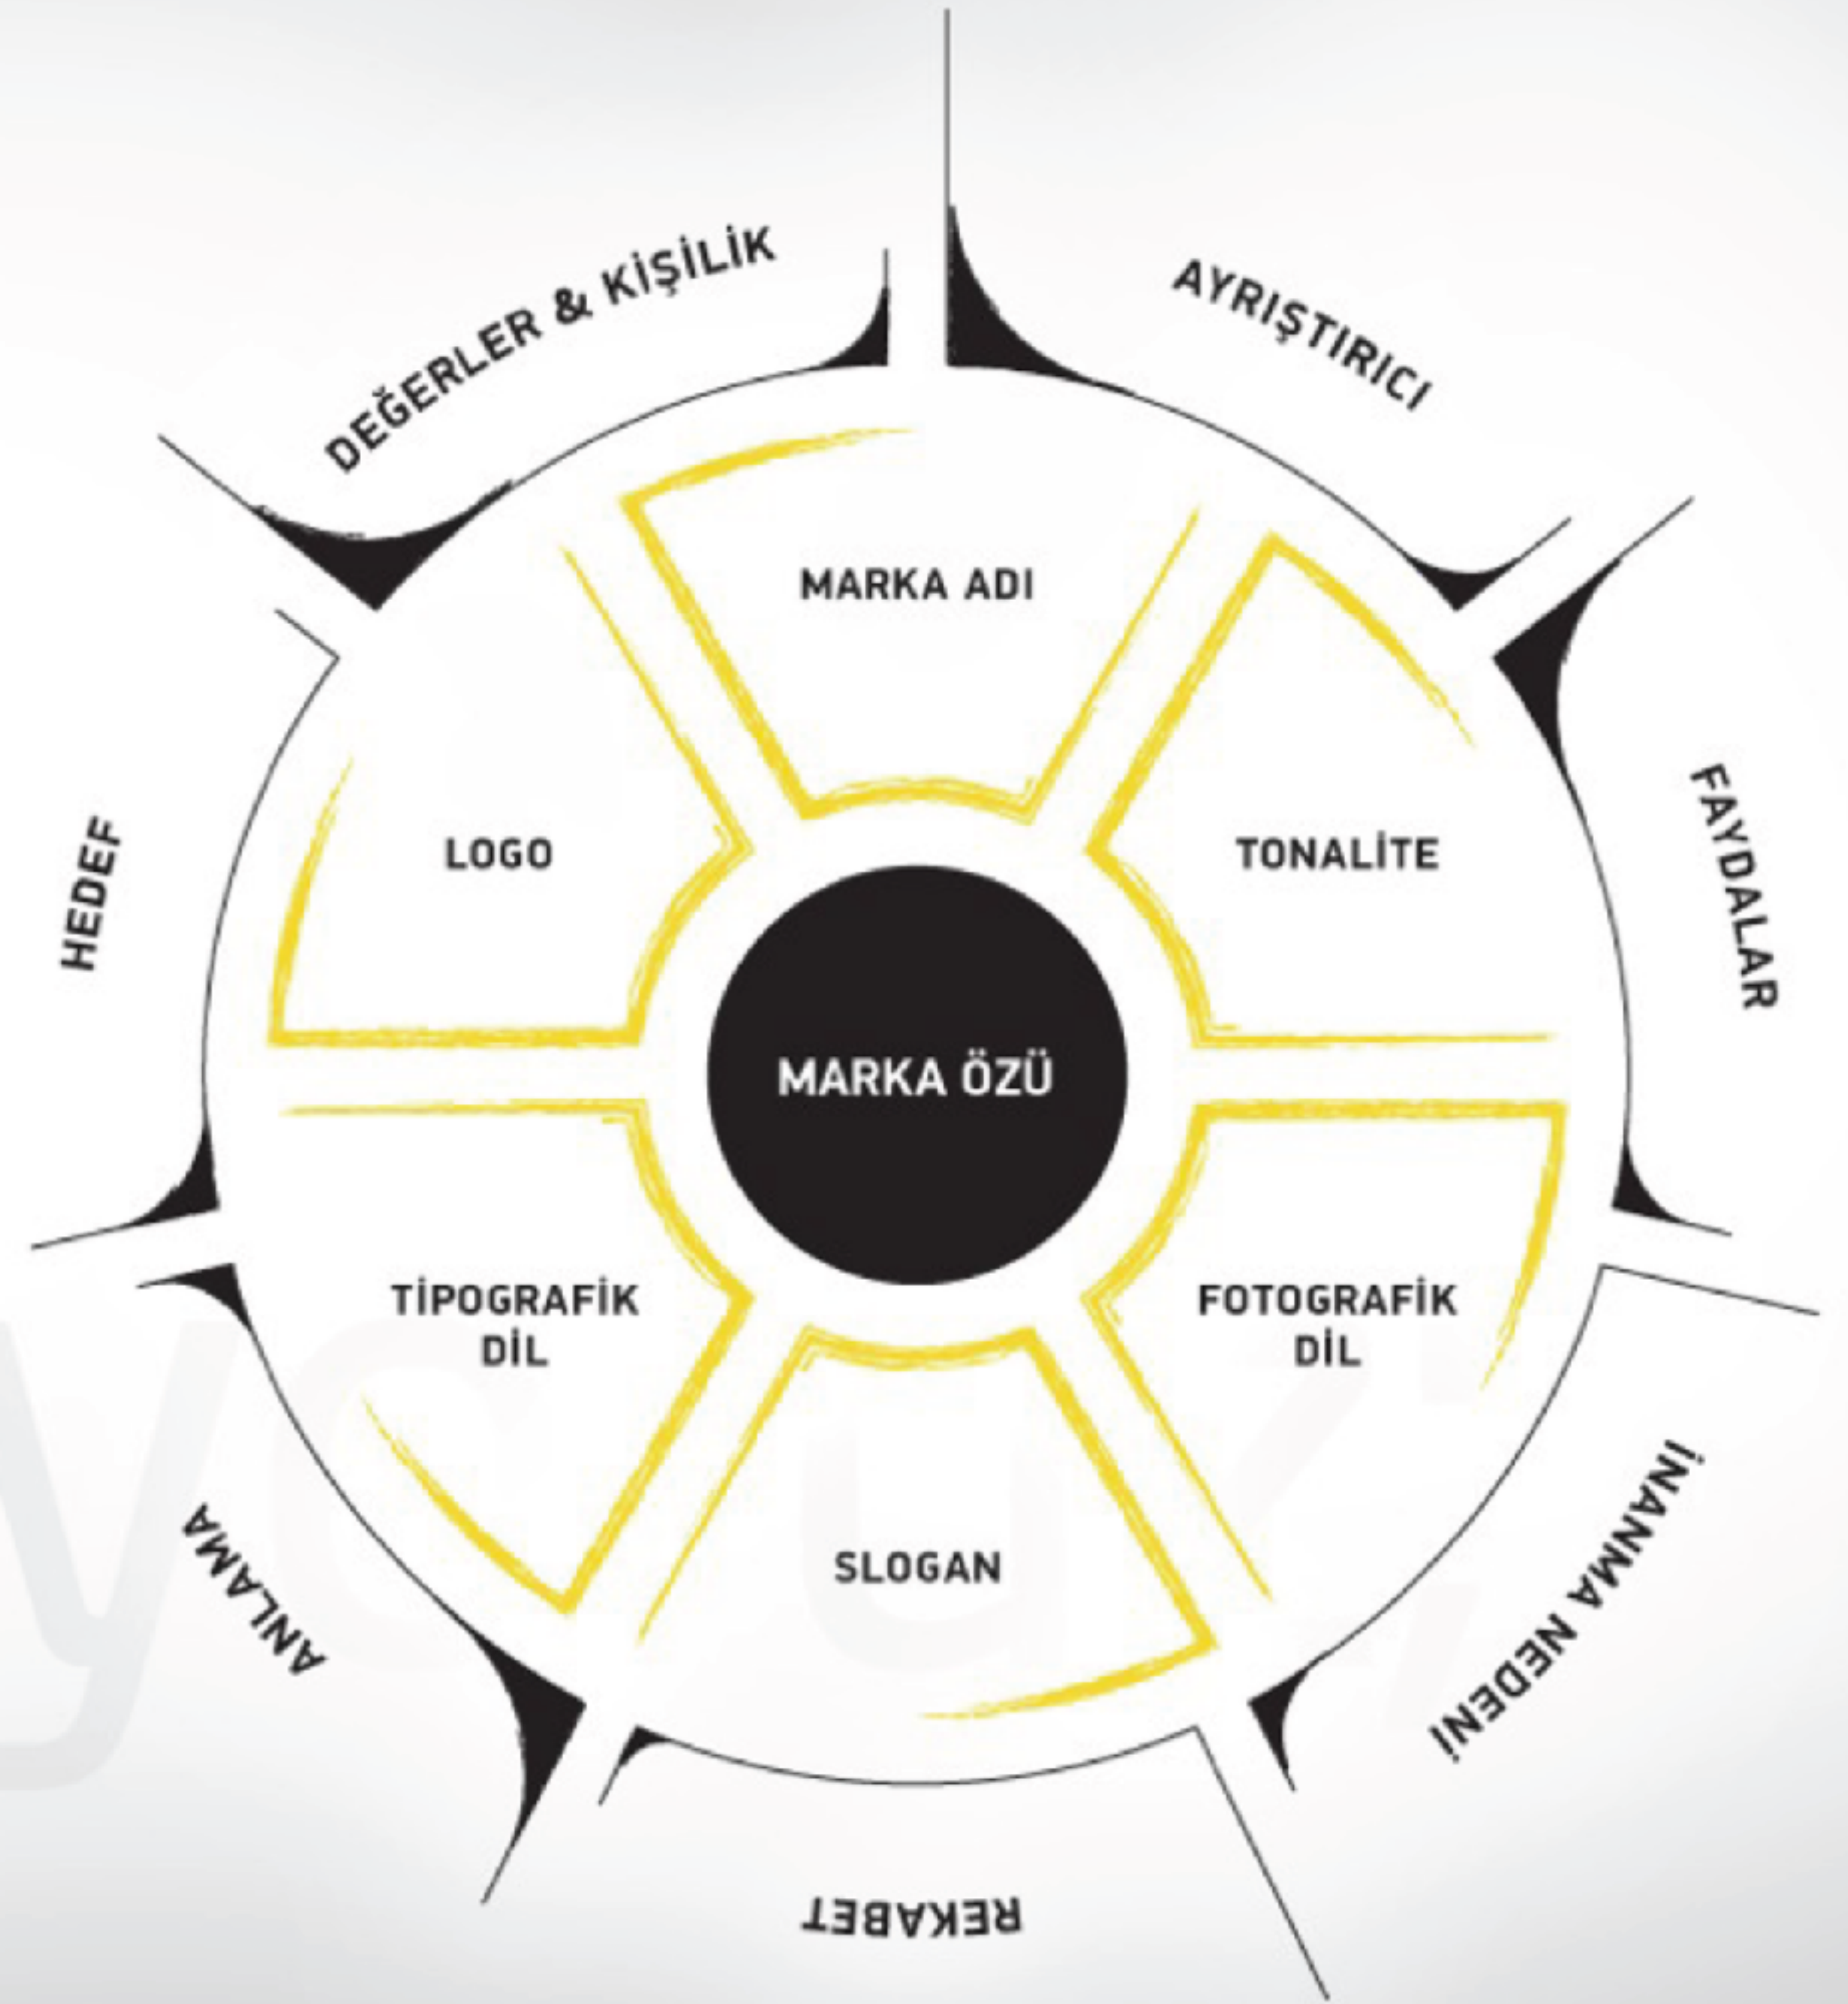 DEĞERLER & KİŞİLİK
AYRIŞTIRICI
FAYDALAR
İNANMA NEDENİ
REKABET
ANLAMA
HEDEF
MARKA ADI
TONALİTE
FOTOGRAFİK
DİL
SLOGAN
TİPOGRAFİK
DİL
LOGO
MARKA ÖZÜ